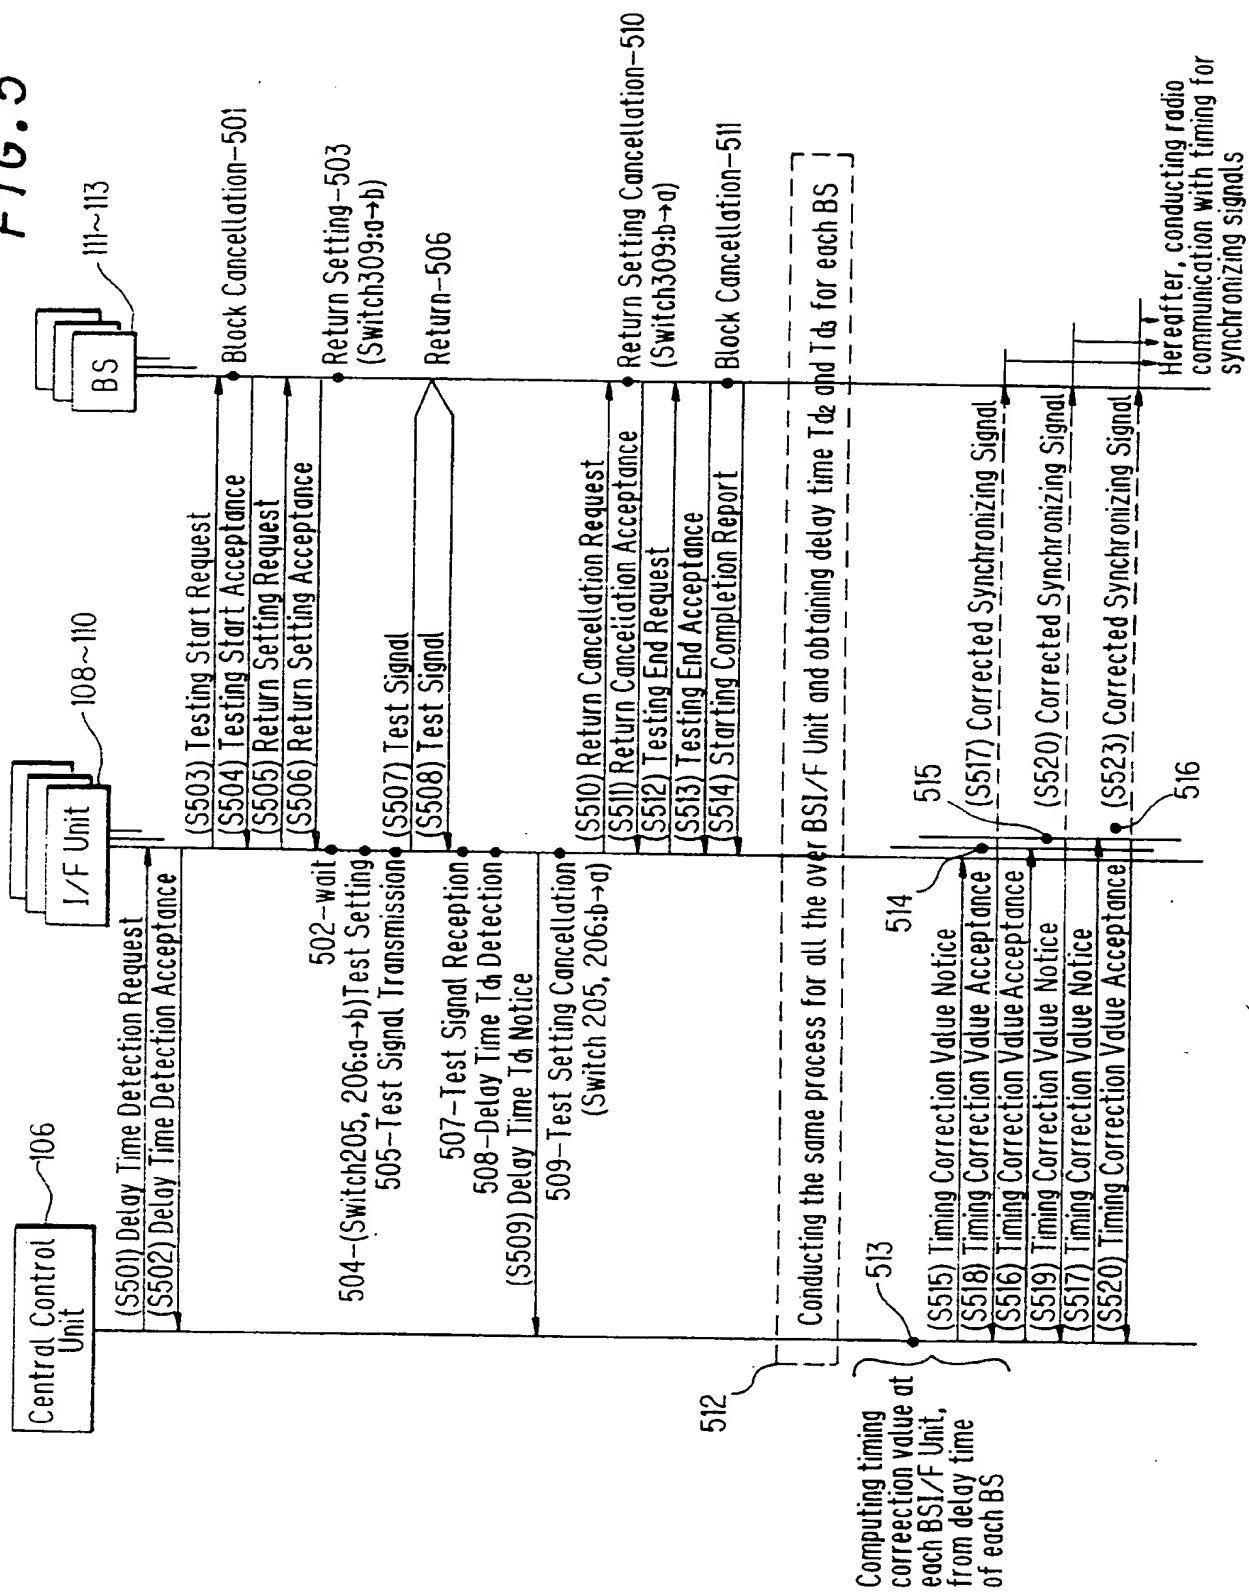 FIG. 5
Central Control
Unit
106
I/F Unit
108~110
BS
111~113
(S501) Delay Time Detection Request
(S502) Delay Time Detection Acceptance
(S503) Testing Start Request
Block Cancellation-501
(S504) Testing Start Acceptance
(S505) Return Setting Request
(S506) Return Setting Acceptance
502-wait
Return Setting-503
(Switch309:a→b)
504-(Switch205, 206:a→b)Test Setting
505-Test Signal Transmission
(S507) Test Signal
Return-506
(S508) Test Signal
507-Test Signal Reception
508-Delay Time Td1 Detection
(S509) Delay Time Td1 Notice
509-Test Setting Cancellation
(Switch 205, 206:b→a)
(S510) Return Cancellation Request
Return Setting Cancellation-510
(Switch309:b→a)
(S511) Return Cancellation Acceptance
(S512) Testing End Request
(S513) Testing End Acceptance
Block Cancellation-511
(S514) Starting Completion Report
512
Conducting the same process for all the over BSI/F Unit and obtaining delay time Td2 and Td3 for each BS
513
Computing timing
correection value at
each BSI/F Unit,
from delay time
of each BS
514
515
(S515) Timing Correction Value Notice
(S518) Timing Correction Value Acceptance
(S517) Corrected Synchronizing Signal
(S516) Timing Correction Value Acceptance
(S519) Timing Correction Value Notice
(S520) Corrected Synchronizing Signal
(S517) Timing Correction Value Notice
(S520) Timing Correction Value Acceptance
(S523) Corrected Synchronizing Signal
516
Hereafter, conducting radio
communication with timing for
synchronizing signals